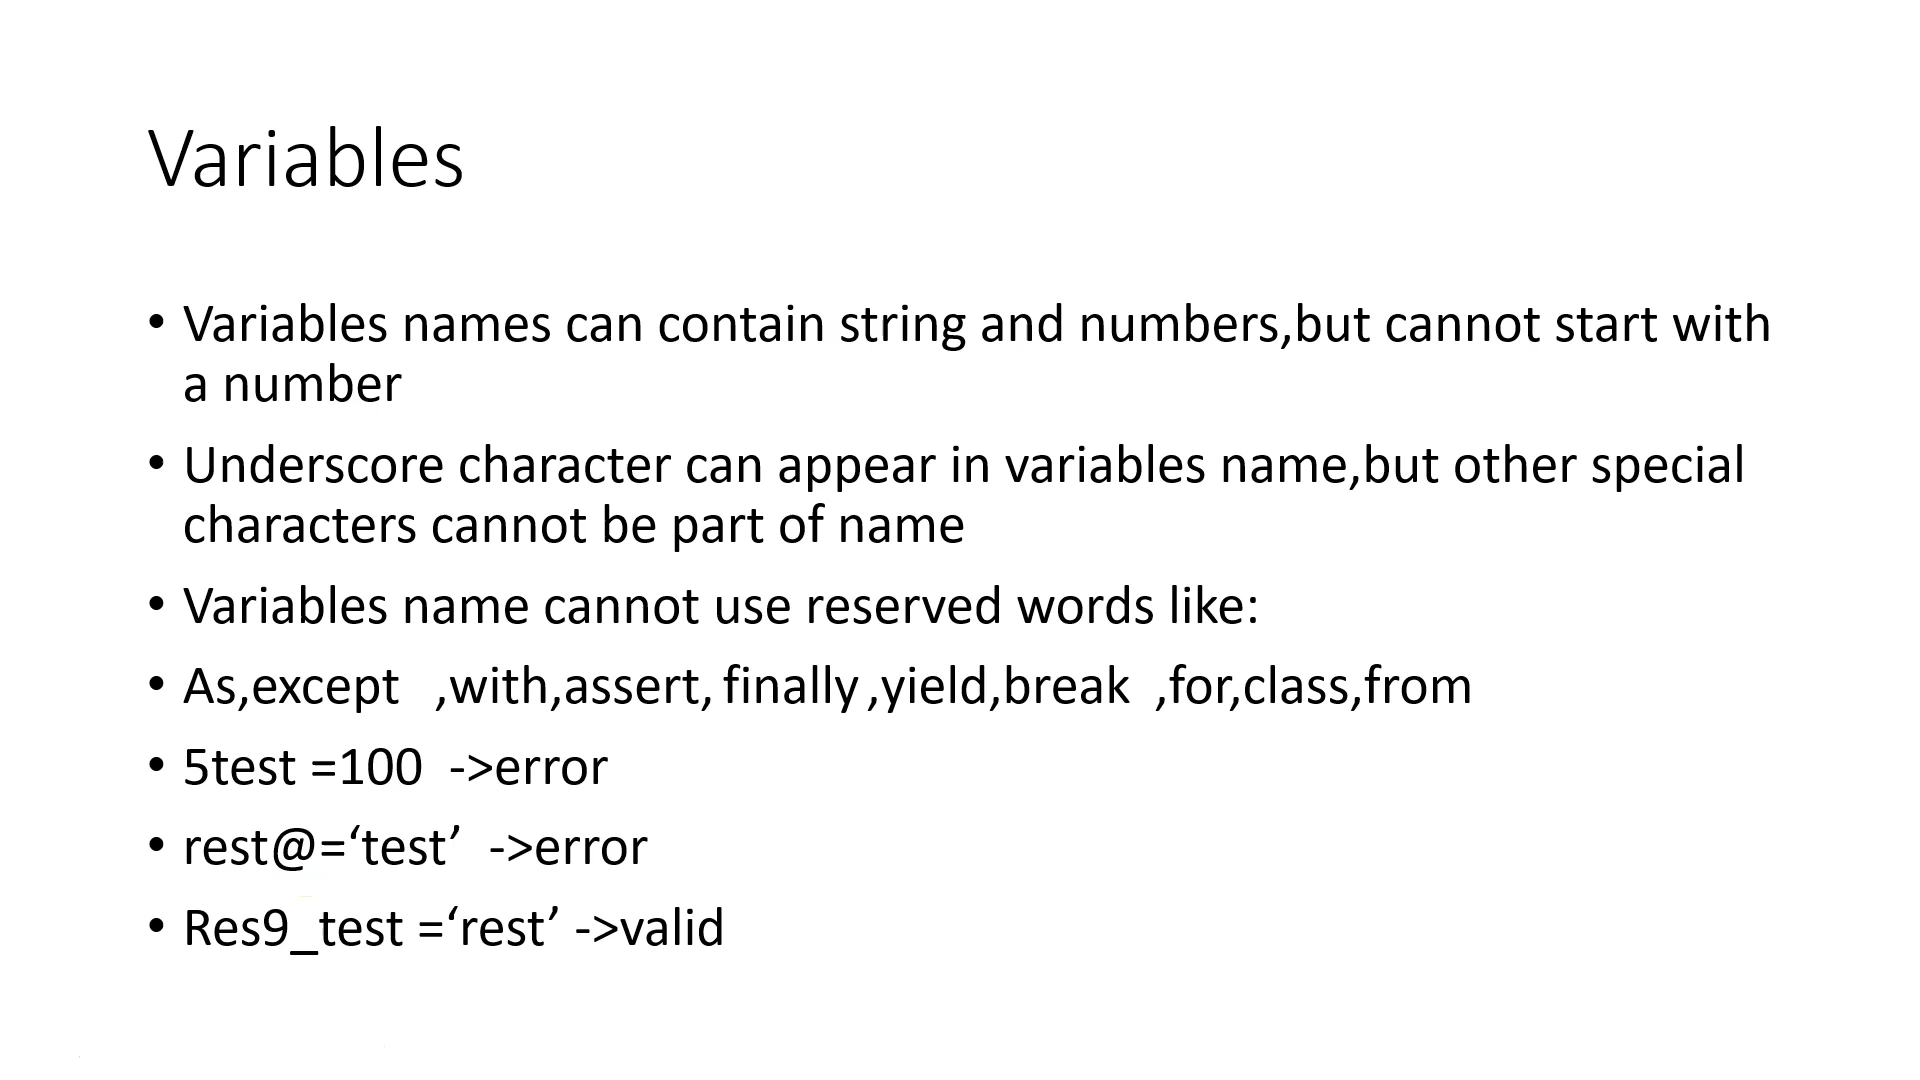 Variables
• Variables names can contain string and numbers,but cannot start with
a number
• Underscore character can appear in variables name,but other special
characters cannot be part of name
• Variables name cannot use reserved words like:
• As,except ,with,assert, finally ,yield,break ,for,class,from
• 5test =100 ->error
• rest@=‘test’ ->error
• Res9_test =‘rest’ ->valid